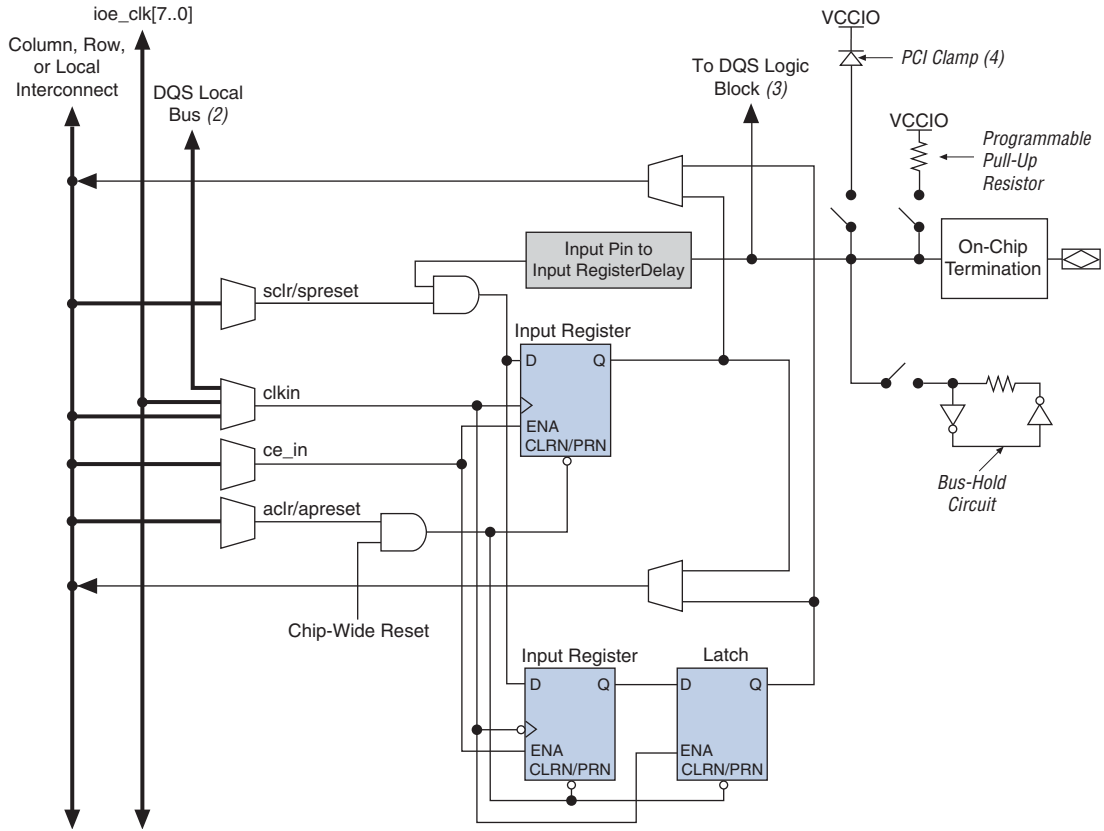 ioe_clk[7..0]
Column, Row,
or Local
Interconnect
DQS Local
Bus (2)
To DQS Logic
Block (3)
VCCIO
PCI Clamp (4)
VCCIO
Programmable
Pull-Up
Resistor
Input Pin to
Input RegisterDelay
On-Chip
Termination
sclr/spreset
Input Register
D
Q
clkin
ENA
CLRN/PRN
ce_in
aclr/apreset
Bus-Hold
Circuit
Chip-Wide Reset
Input Register
Latch
D
Q
D
Q
ENA
CLRN/PRN
ENA
CLRN/PRN